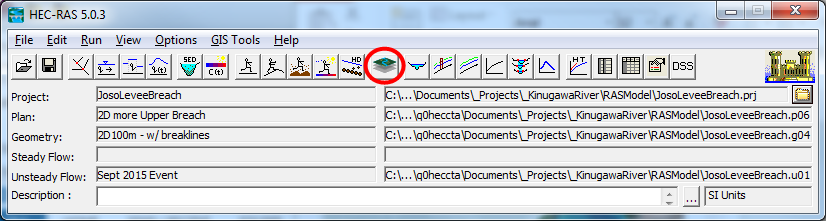 HEC-RAS 5.0.3
File Edit Run View Options GIS Tools Help
SED C(t) HD H.T. DSS
Project: JosoLeveeBreach C:\...\Documents\_Projects\_KinugawaRiver\RASModel\JosoLeveeBreach.prj
Plan: 2D more Upper Breach C:\...\q0heccta\Documents\_Projects\_KinugawaRiver\RASModel\JosoLeveeBreach.p06
Geometry: 2D100m - w/ breaklines C:\...\q0heccta\Documents\_Projects\_KinugawaRiver\RASModel\JosoLeveeBreach.g04
Steady Flow:
Unsteady Flow: Sept 2015 Event C:\...\q0heccta\Documents\_Projects\_KinugawaRiver\RASModel\JosoLeveeBreach.u01
Description : ... SI Units